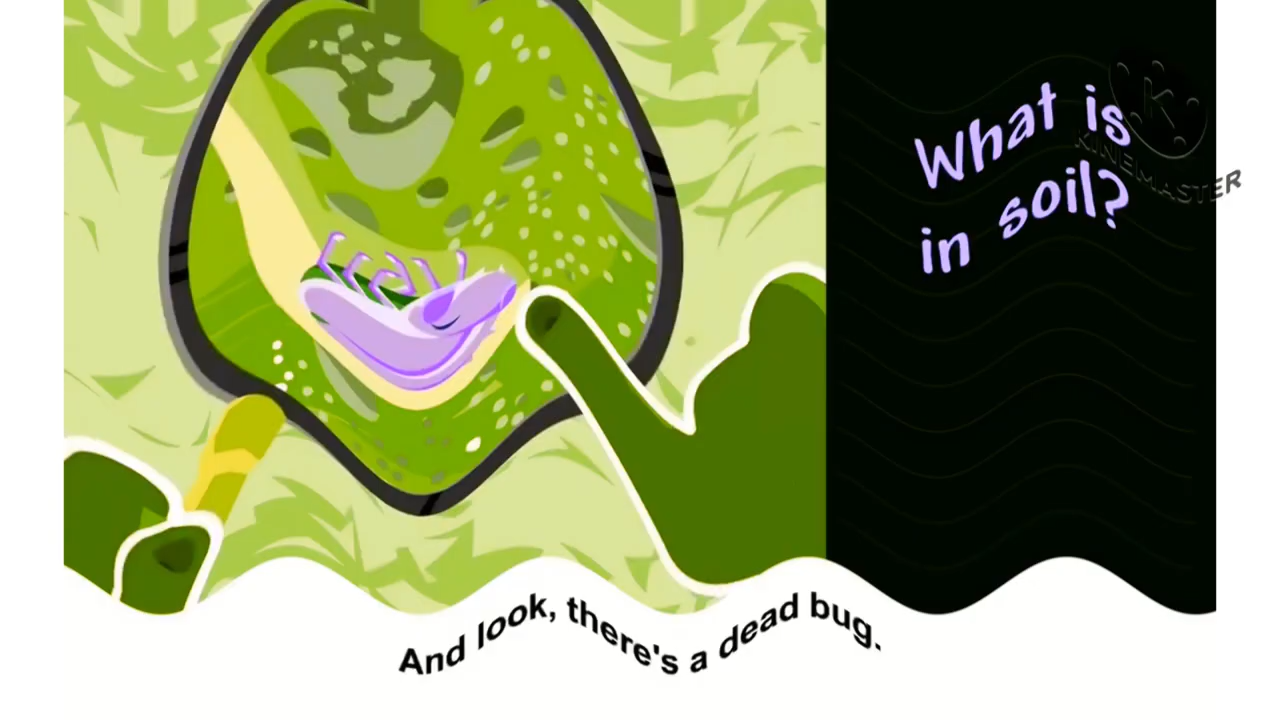 What is
in soil?
K
KINEMASTER
And look, there's a dead bug.